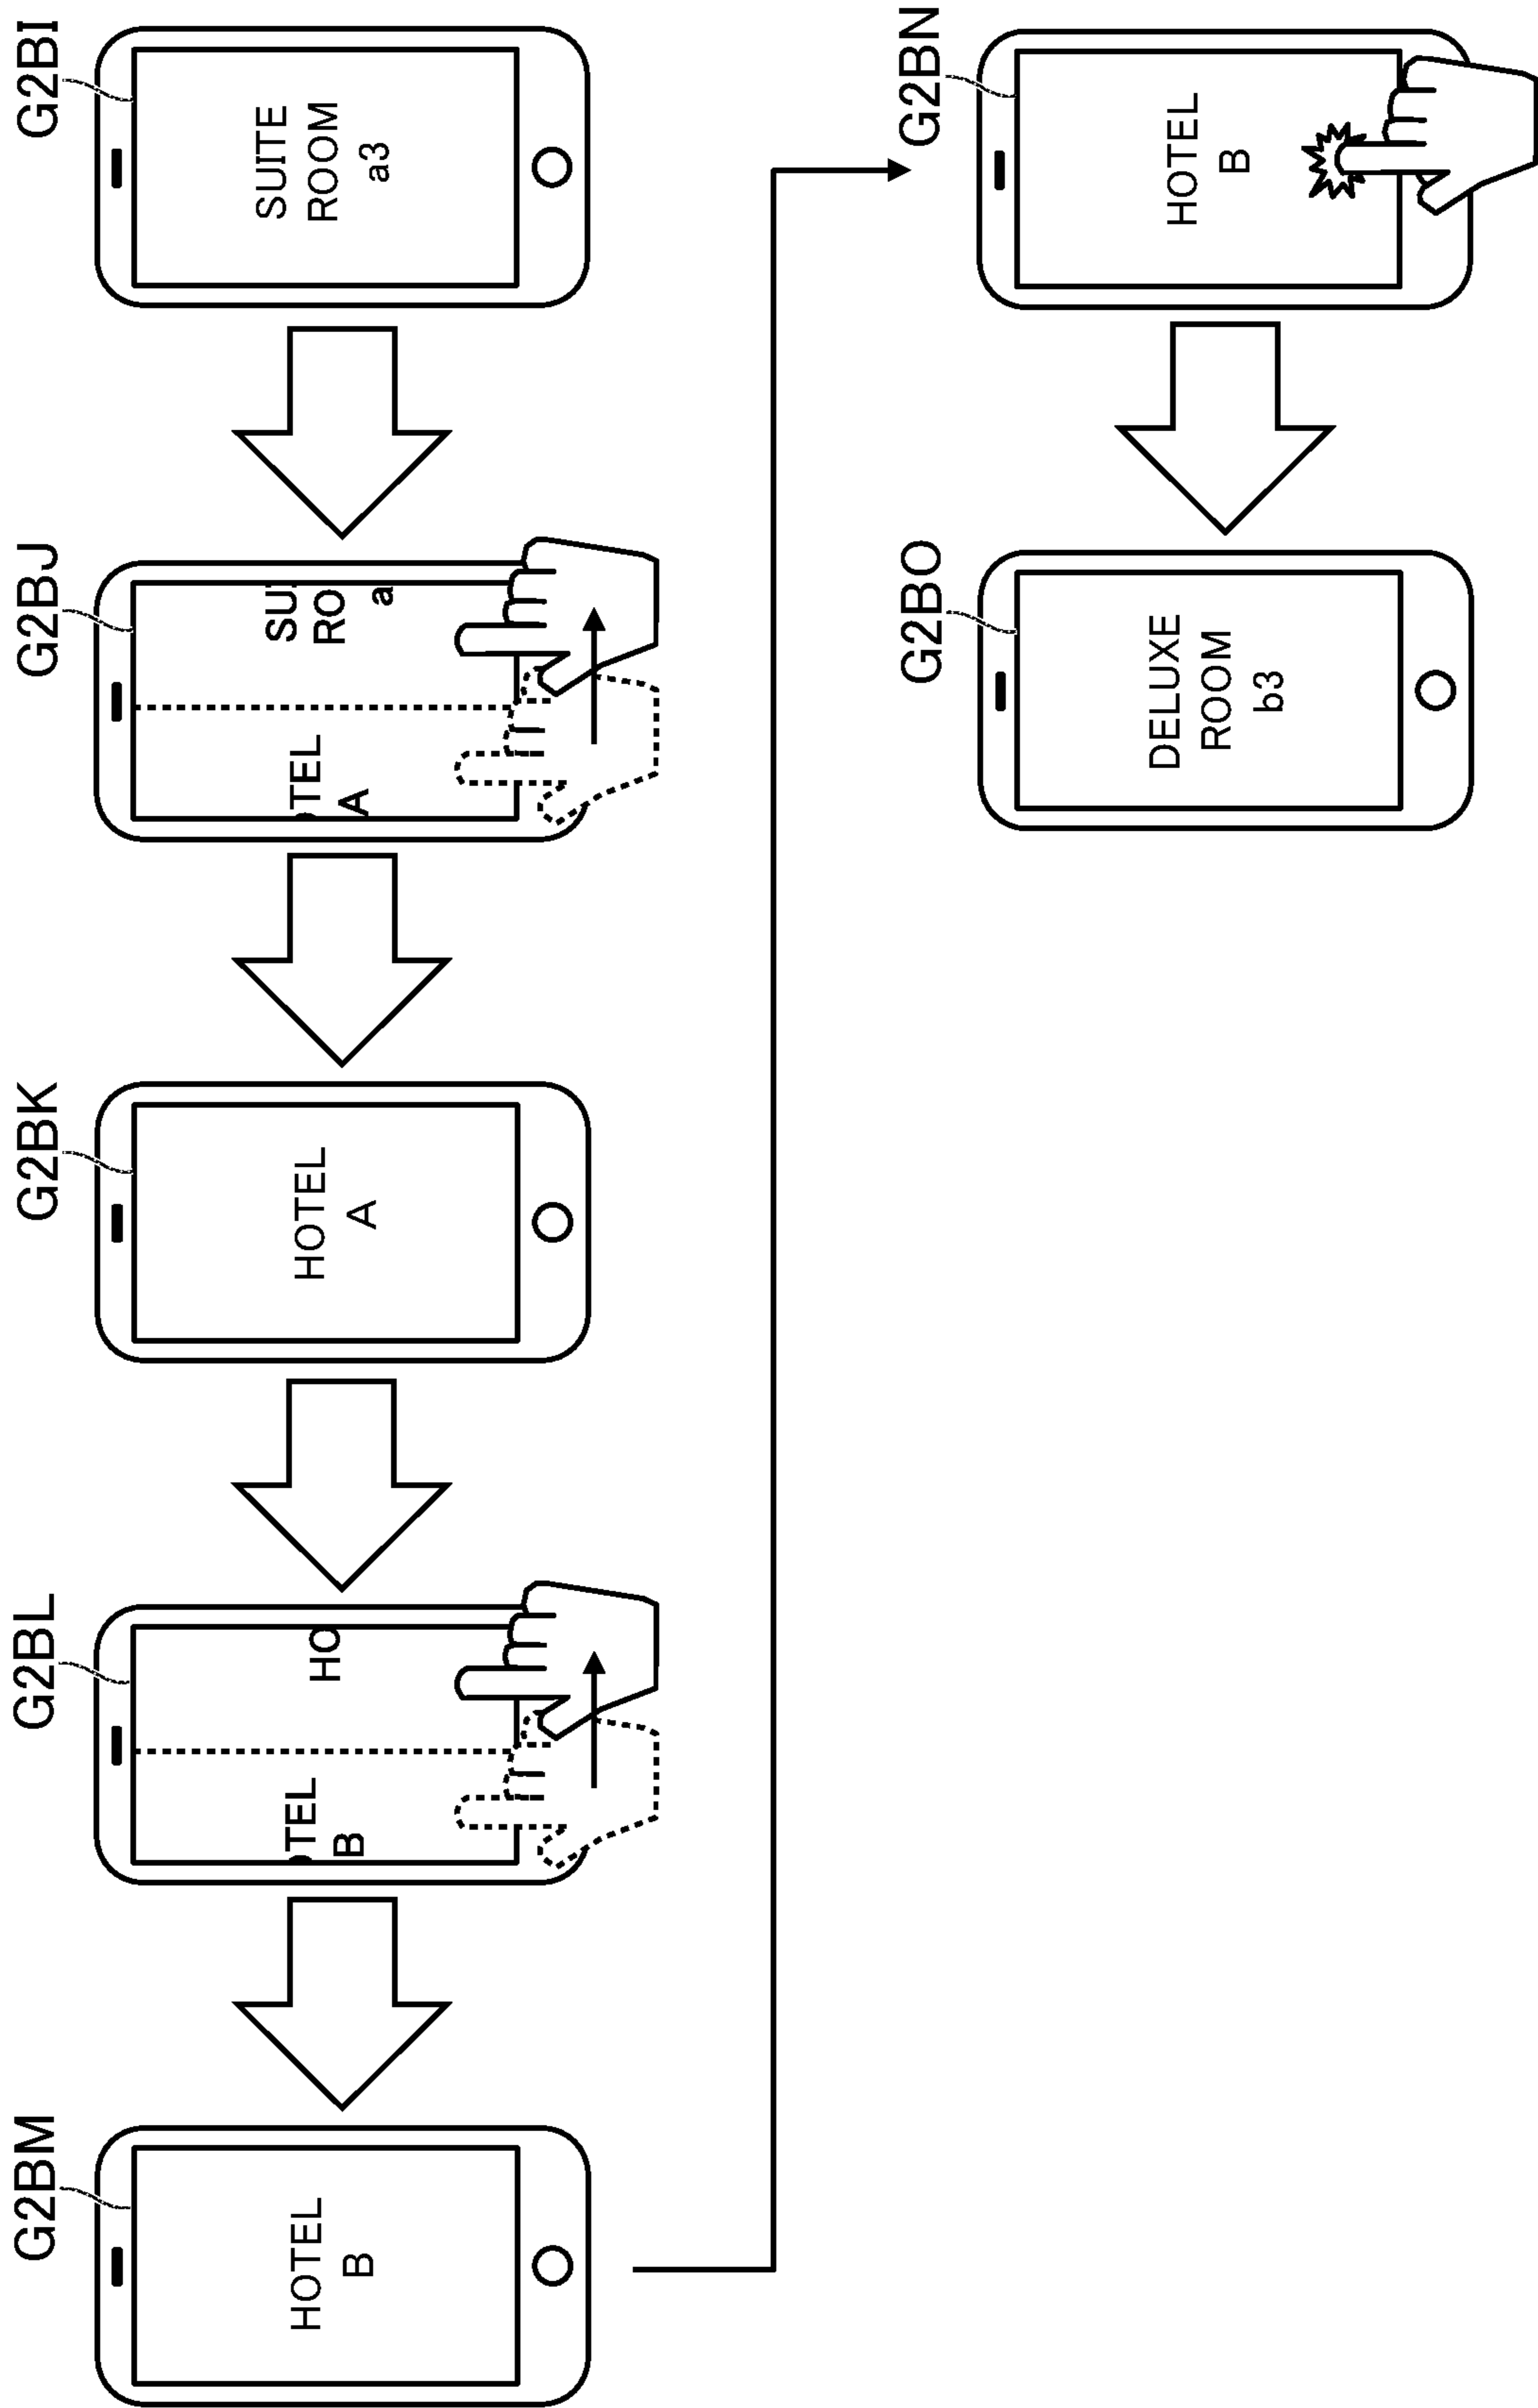 G2BI
SUITE
ROOM
a3
G2BJ
TEL
A
SU
RO
a
G2BK
HOTEL
A
G2BL
TEL
B
HO
G2BM
HOTEL
B
G2BN
HOTEL
B
G2BO
DELUXE
ROOM
b3